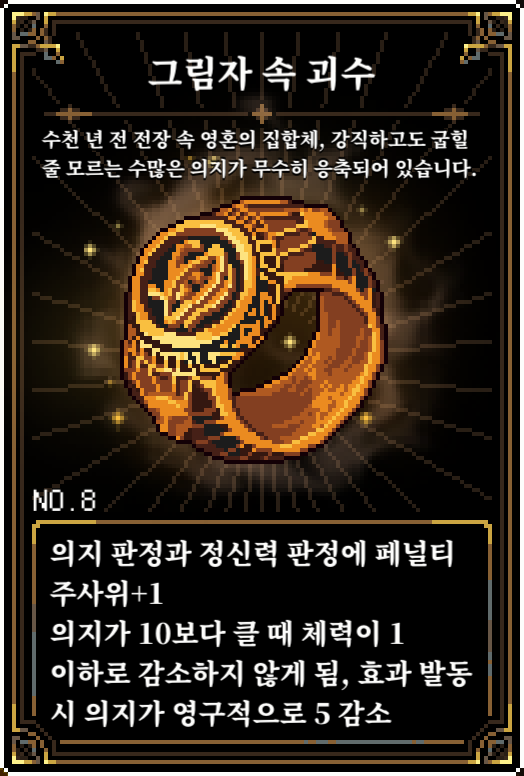 그림자 속 괴수
수천 년 전 전장 속 영혼의 집합체, 강직하고도 굽힐
줄 모르는 수많은 의지가 무수히 응축되어 있습니다.
NO.8
의지 판정과 정신력 판정에 페널티
주사위+1
의지가 10보다 클 때 체력이 1
이하로 감소하지 않게 됨, 효과 발동
시 의지가 영구적으로 5 감소